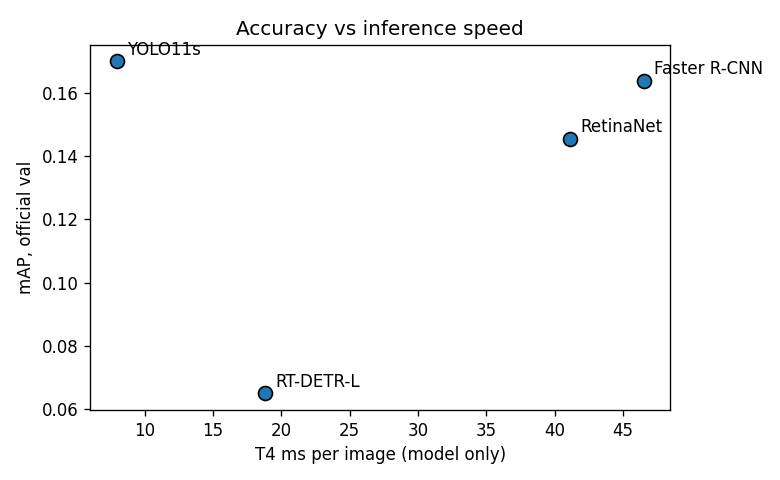 Accuracy vs inference speed
YOLO11s
Faster R-CNN
RetinaNet
RT-DETR-L
mAP, official val
0.16
0.14
0.12
0.10
0.08
0.06
10 15 20 25 30 35 40 45
T4 ms per image (model only)